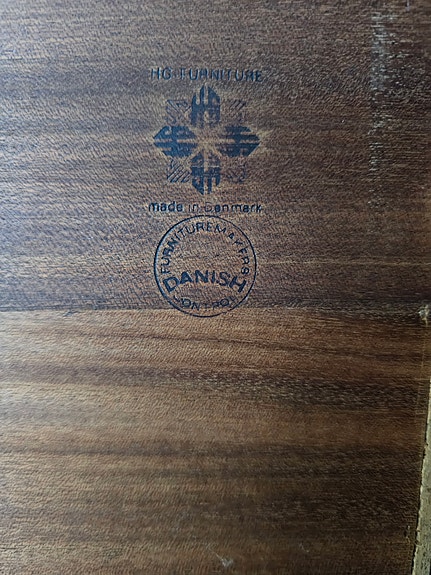 HG FURNITURE
made in Denmark
FURNITUREMAKERS
DANISH
CONTROL